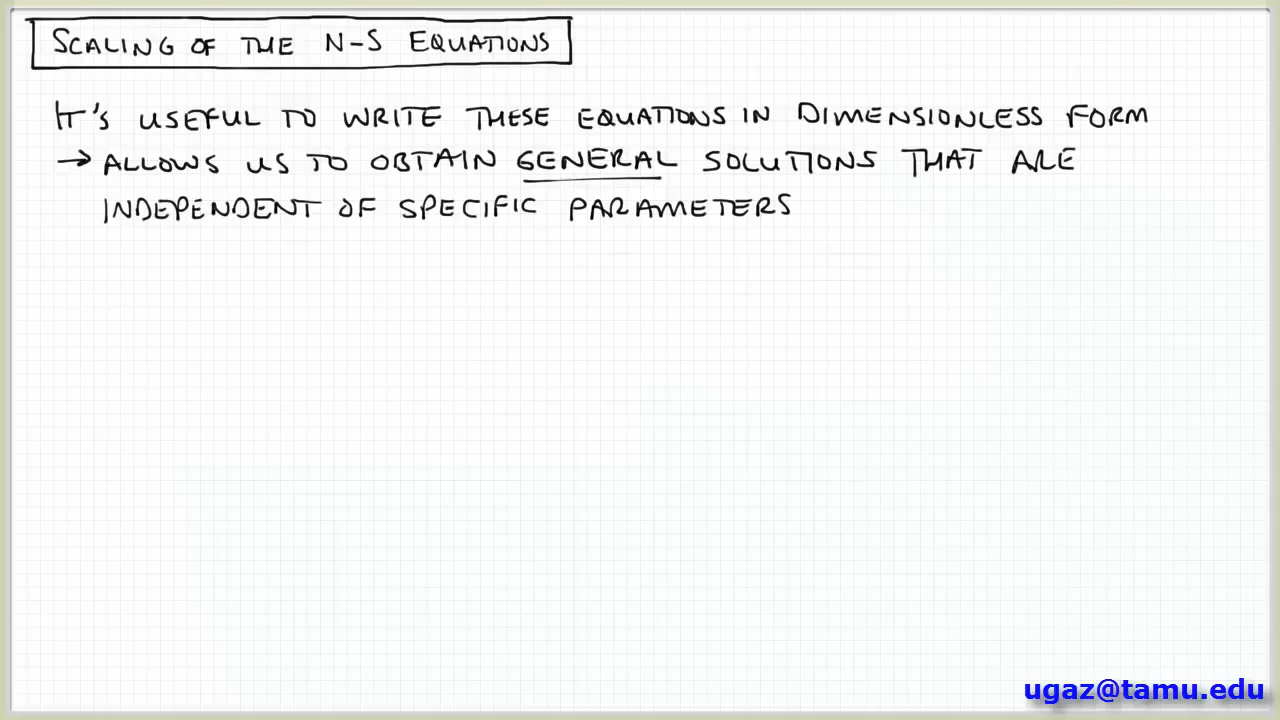 SCALING OF THE N-S EQUATIONS
IT'S USEFUL TO WRITE THESE EQUATIONS IN DIMENSIONLESS FORM
→ ALLOWS US TO OBTAIN GENERAL SOLUTIONS THAT ARE
INDEPENDENT OF SPECIFIC PARAMETERS
ugaz@tamu.edu